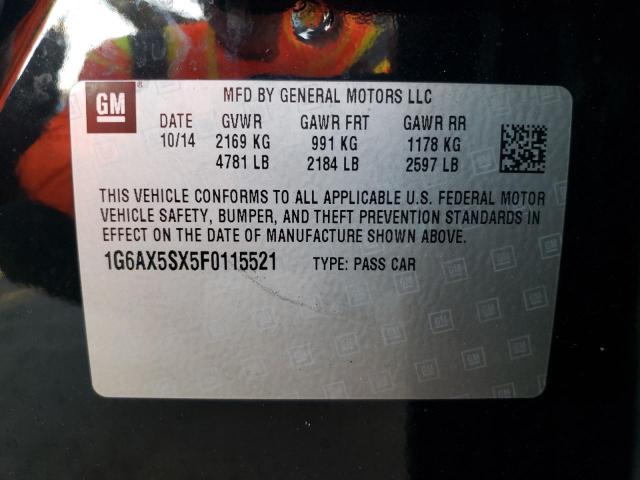 GM
MFD BY GENERAL MOTORS LLC
DATE GVWR GAWR FRT GAWR RR
10/14 2169 KG 991 KG 1178 KG
4781 LB 2184 LB 2597 LB
THIS VEHICLE CONFORMS TO ALL APPLICABLE U.S. FEDERAL MOTOR
VEHICLE SAFETY, BUMPER, AND THEFT PREVENTION STANDARDS IN
EFFECT ON THE DATE OF MANUFACTURE SHOWN ABOVE.
1G6AX5SX5F0115521 TYPE: PASS CAR